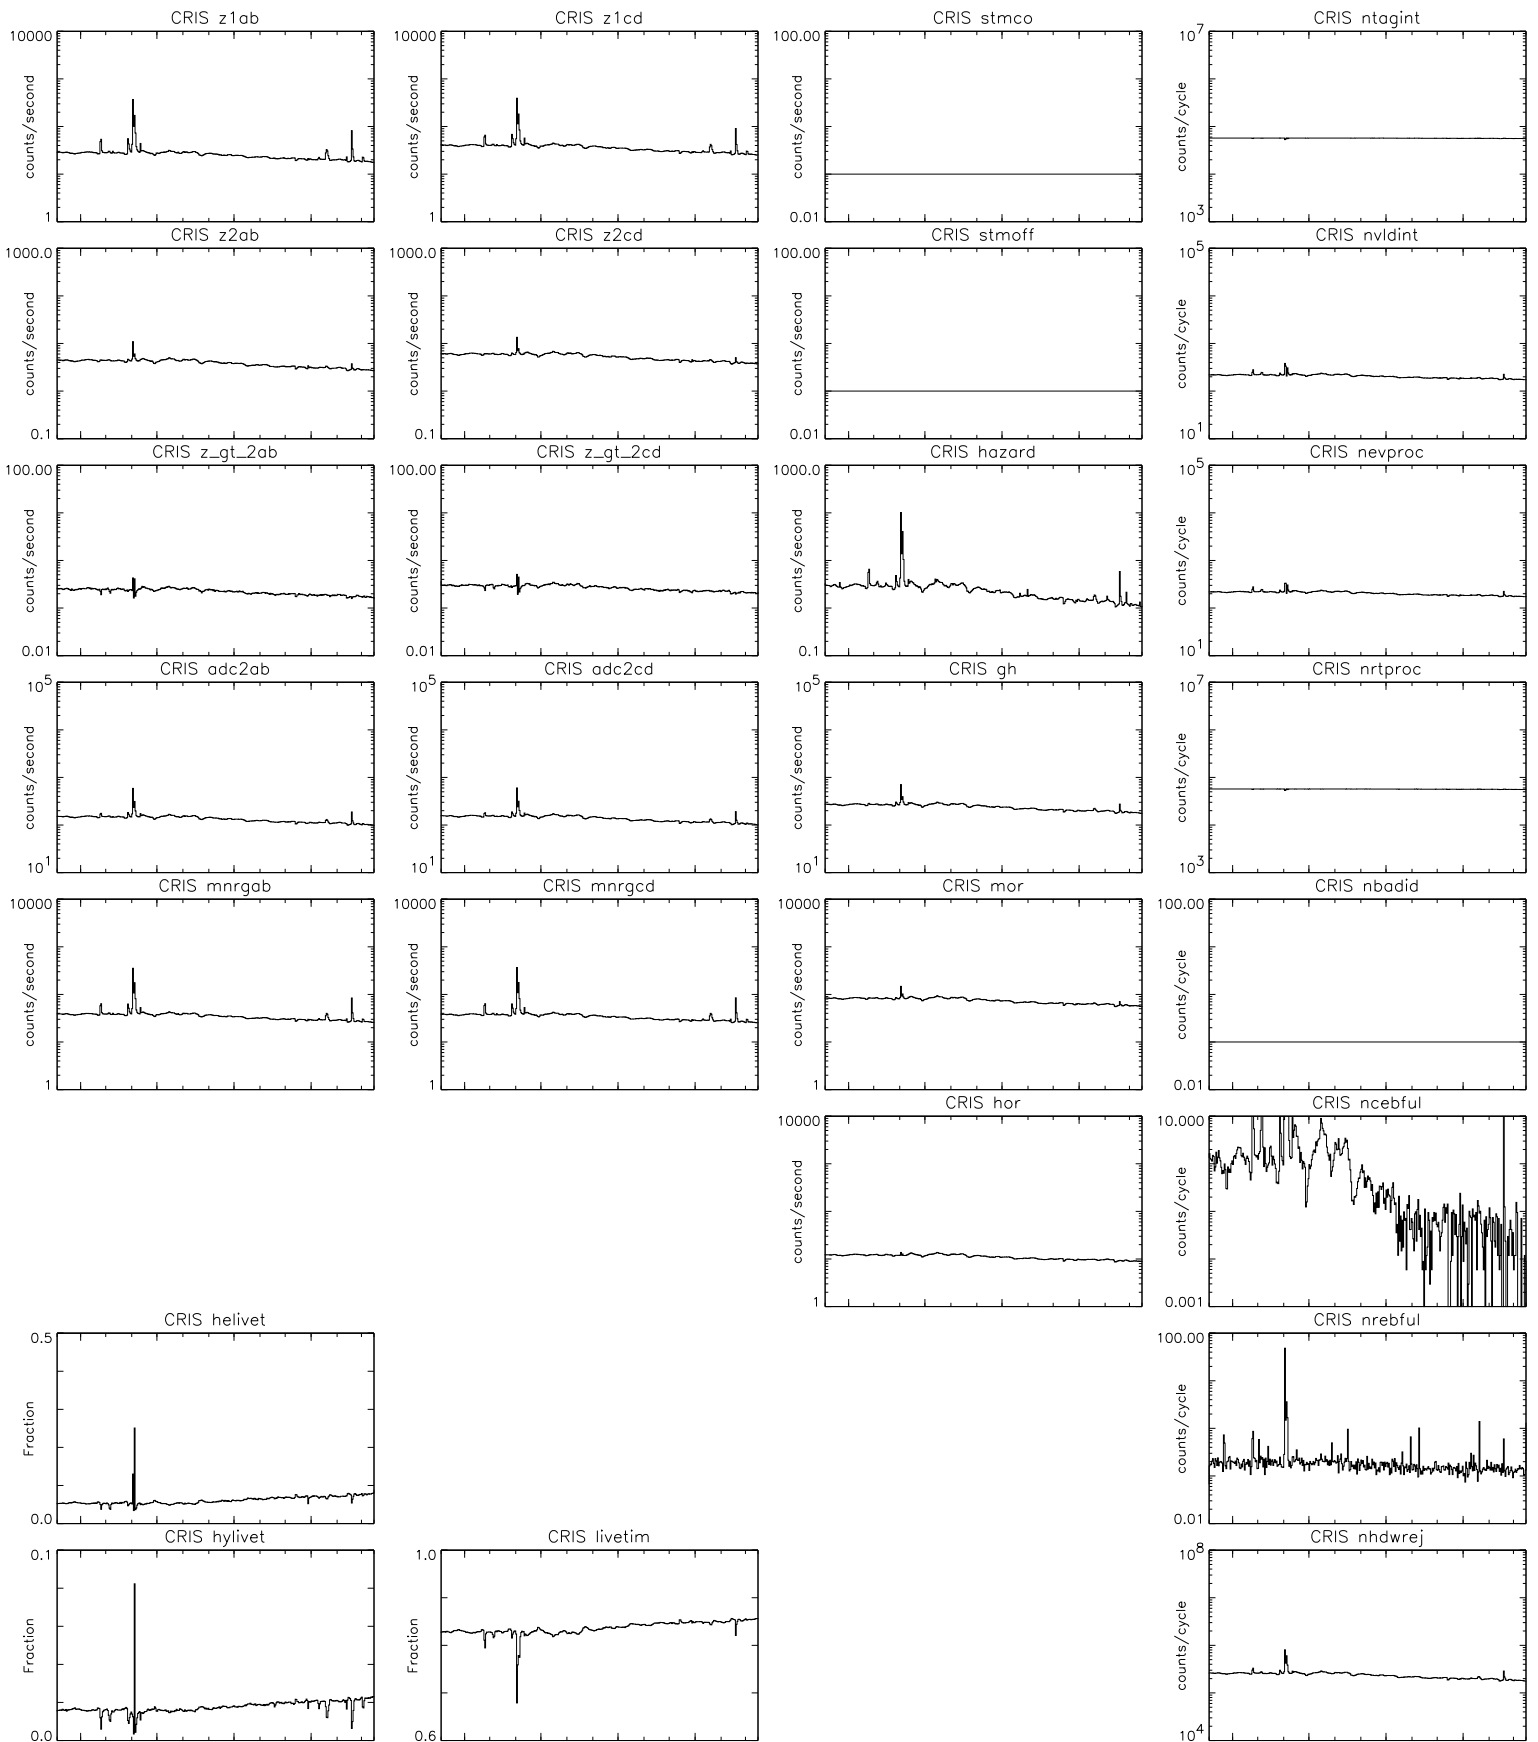 CRIS z1ab
10000
counts/second
1
CRIS z1cd
10000
counts/second
1
CRIS stmco
100.00
counts/second
0.01
CRIS ntagint
10^7
counts/cycle
10^3
CRIS z2ab
1000.0
counts/second
0.1
CRIS z2cd
1000.0
counts/second
0.1
CRIS stmoff
100.00
counts/second
0.01
CRIS nvldint
10^5
counts/cycle
10^1
CRIS z_gt_2ab
100.00
counts/second
0.01
CRIS z_gt_2cd
100.00
counts/second
0.01
CRIS hazard
1000.0
counts/second
0.1
CRIS nevproc
10^5
counts/cycle
10^1
CRIS adc2ab
10^5
counts/second
10^1
CRIS adc2cd
10^5
counts/second
10^1
CRIS gh
10^5
counts/second
10^1
CRIS nrtproc
10^7
counts/cycle
10^3
CRIS mnrgab
10000
counts/second
1
CRIS mnrgcd
10000
counts/second
1
CRIS mor
10000
counts/second
1
CRIS nbadid
100.00
counts/cycle
0.01
CRIS hor
10000
counts/second
1
CRIS ncebful
10.000
counts/cycle
0.001
CRIS helivet
0.5
Fraction
0.0
CRIS nrebful
100.00
counts/cycle
0.01
CRIS hylivet
0.1
Fraction
0.0
CRIS livetim
1.0
Fraction
0.6
CRIS nhdwrej
10^8
counts/cycle
10^4